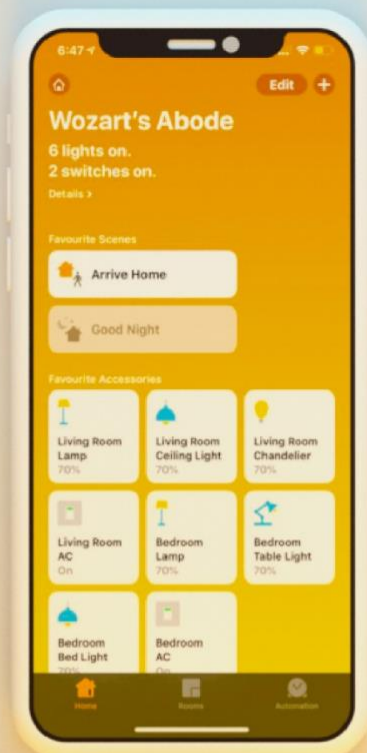 6:47
Edit +
Wozart's Abode
6 lights on.
2 switches on.
Details >
Favourite Scenes
Arrive Home
Good Night
Favourite Accessories
Living Room
Lamp
70%
Living Room
Ceiling Light
70%
Living Room
Chandelier
70%
Living Room
AC
On
Bedroom
Lamp
70%
Bedroom
Table Light
70%
Bedroom
Bed Light
70%
Bedroom
AC
On
Home
Rooms
Automation